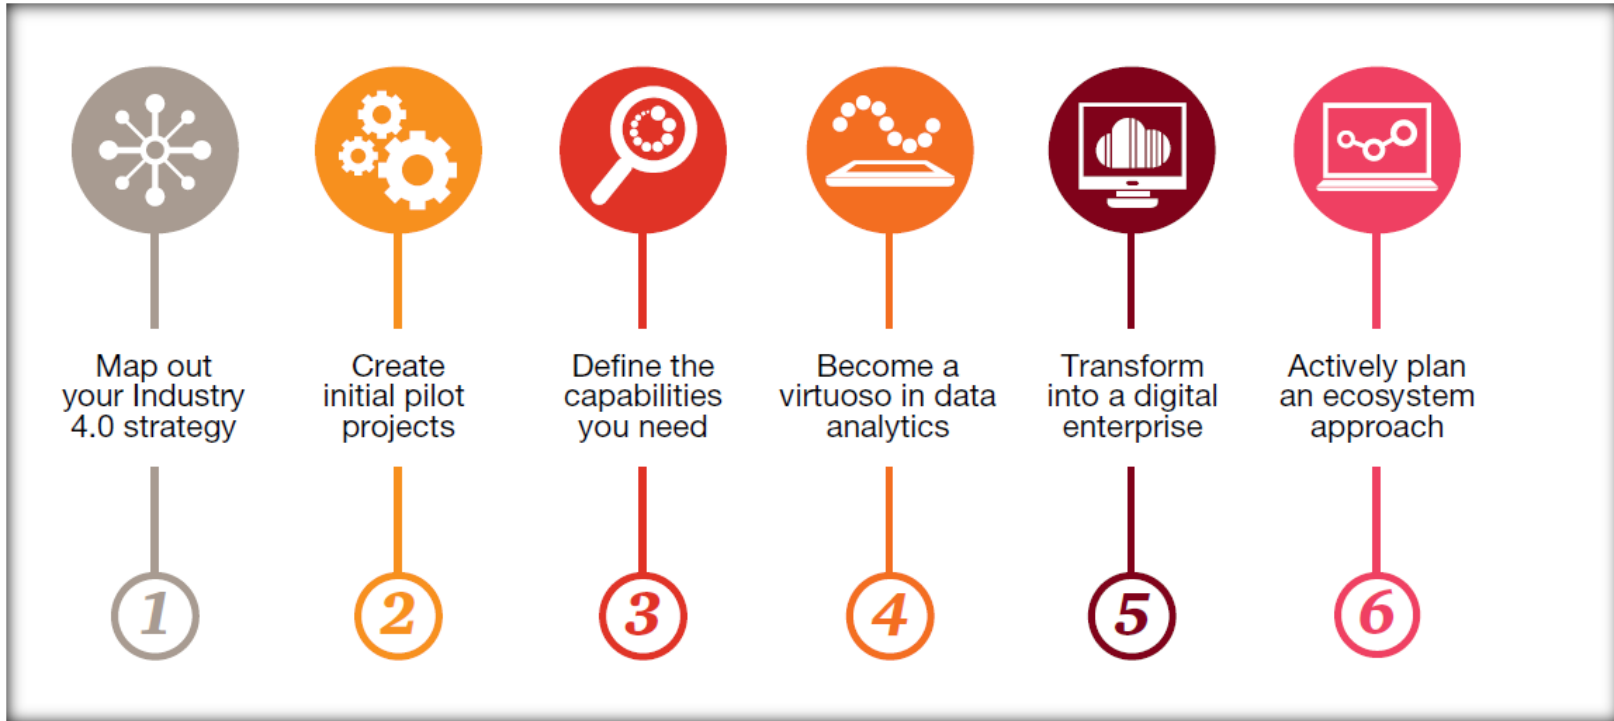 Map out
your Industry
4.0 strategy
1
Create
initial pilot
projects
2
Define the
capabilities
you need
3
Become a
virtuoso in data
analytics
4
Transform
into a digital
enterprise
5
Actively plan
an ecosystem
approach
6